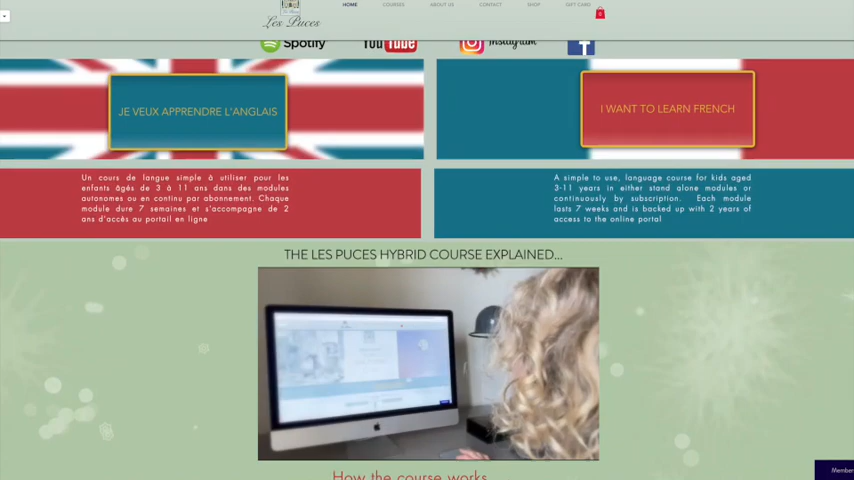 HOME COURSES ABOUT US CONTACT SHOP GIFT CARD
Les Puces
0
Spotify YouTube Instagram
JE VEUX APPRENDRE L'ANGLAIS
I WANT TO LEARN FRENCH
Un cours de langue simple à utiliser pour les
enfants âgés de 3 à 11 ans dans des modules
autonomes ou en continu par abonnement. Chaque
module dure 7 semaines et s'accompagne de 2
ans d'accès au portail en ligne
A simple to use, language course for kids aged
3-11 years in either stand alone modules or
continuously by subscription. Each module
lasts 7 weeks and is backed up with 2 years of
access to the online portal
THE LES PUCES HYBRID COURSE EXPLAINED...
How the course works
Member